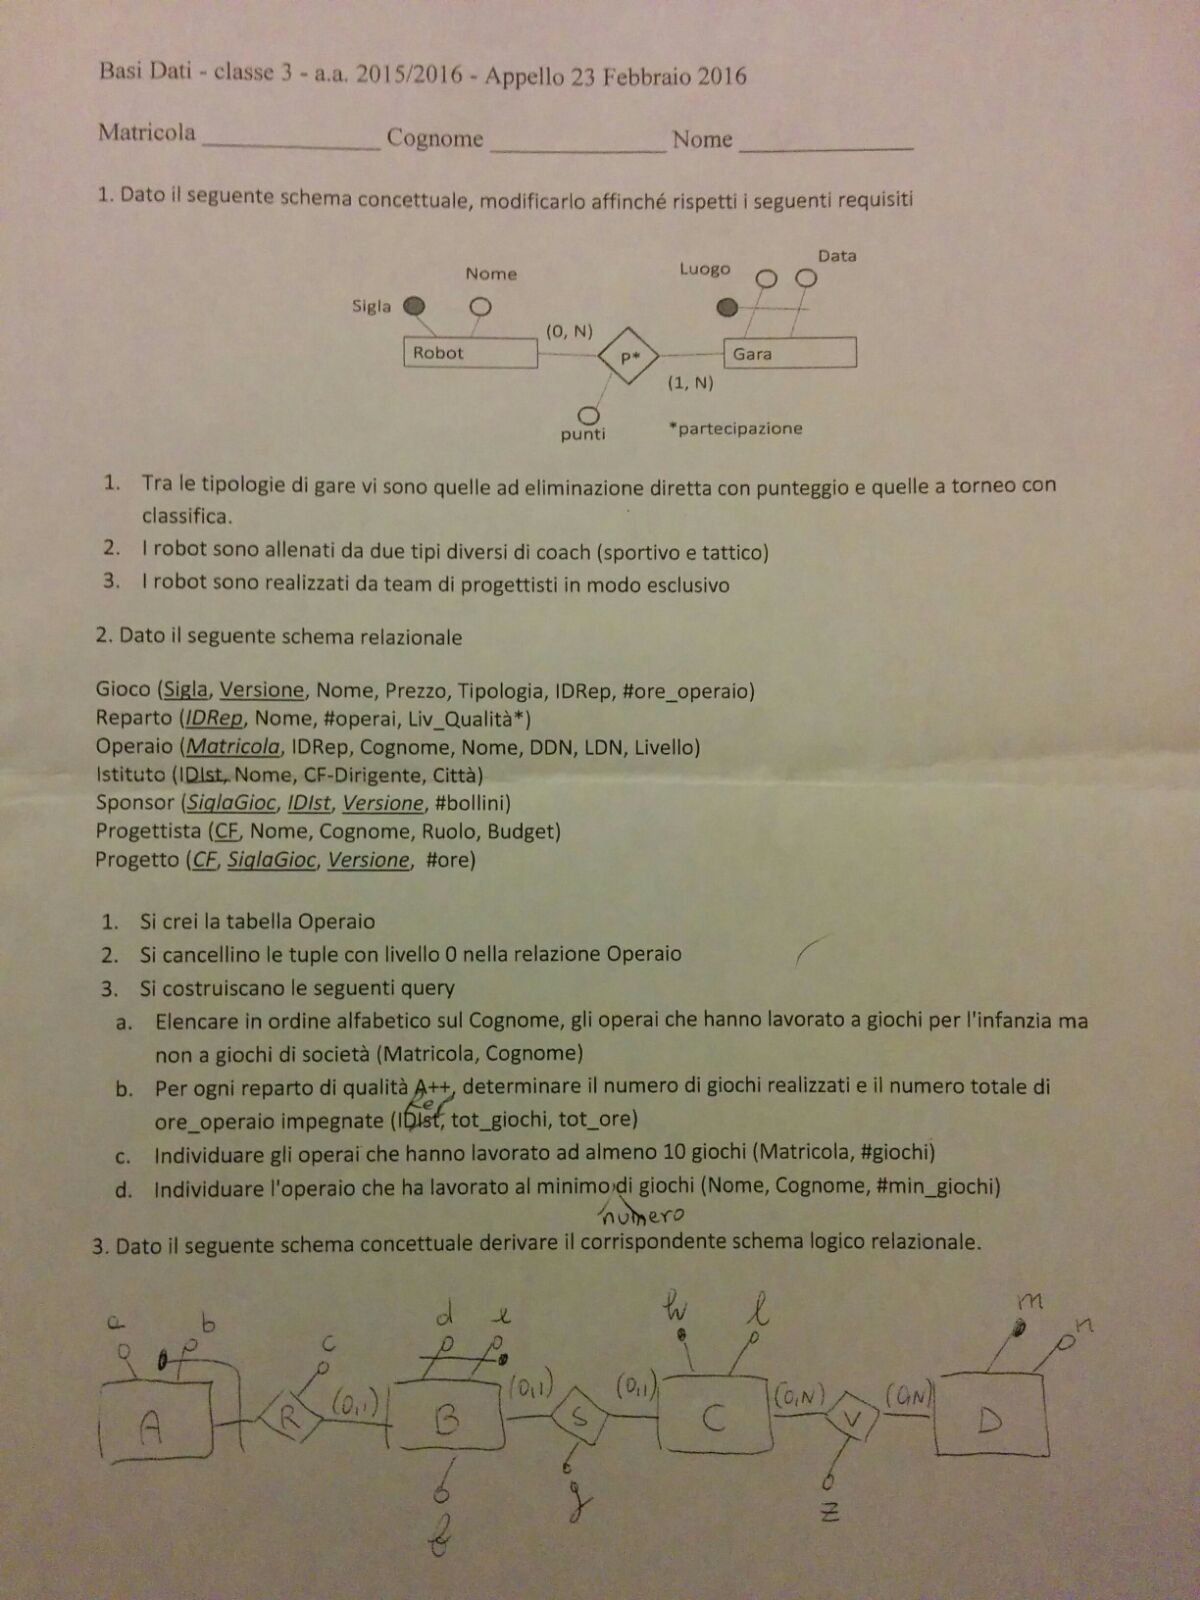 Basi Dati - classe 3 - a.a. 2015/2016 - Appello 23 Febbraio 2016
Matricola ______________ Cognome ______________ Nome ______________
1. Dato il seguente schema concettuale, modificarlo affinché rispetti i seguenti requisiti
Data
Luogo
Nome
Sigla
(0, N)
Robot
P*
Gara
(1, N)
punti
*partecipazione
1. Tra le tipologie di gare vi sono quelle ad eliminazione diretta con punteggio e quelle a torneo con
classifica.
2. I robot sono allenati da due tipi diversi di coach (sportivo e tattico)
3. I robot sono realizzati da team di progettisti in modo esclusivo
2. Dato il seguente schema relazionale
Gioco (Sigla, Versione, Nome, Prezzo, Tipologia, IDRep, #ore_operaio)
Reparto (IDRep, Nome, #operai, Liv_Qualità*)
Operaio (Matricola, IDRep, Cognome, Nome, DDN, LDN, Livello)
Istituto (IDIst, Nome, CF-Dirigente, Città)
Sponsor (SiglaGioc, IDIst, Versione, #bollini)
Progettista (CF, Nome, Cognome, Ruolo, Budget)
Progetto (CF, SiglaGioc, Versione, #ore)
1. Si crei la tabella Operaio
2. Si cancellino le tuple con livello 0 nella relazione Operaio
3. Si costruiscano le seguenti query
a. Elencare in ordine alfabetico sul Cognome, gli operai che hanno lavorato a giochi per l'infanzia ma
non a giochi di società (Matricola, Cognome)
b. Per ogni reparto di qualità A++, determinare il numero di giochi realizzati e il numero totale di
ore_operaio impegnate (IDIst, tot_giochi, tot_ore)
c. Individuare gli operai che hanno lavorato ad almeno 10 giochi (Matricola, #giochi)
d. Individuare l'operaio che ha lavorato al minimo di giochi (Nome, Cognome, #min_giochi)
numero
3. Dato il seguente schema concettuale derivare il corrispondente schema logico relazionale.
a b c d e h l m n
A R (0,1) B (0,1) S (0,1) C (0,N) V (0,N) D
g z